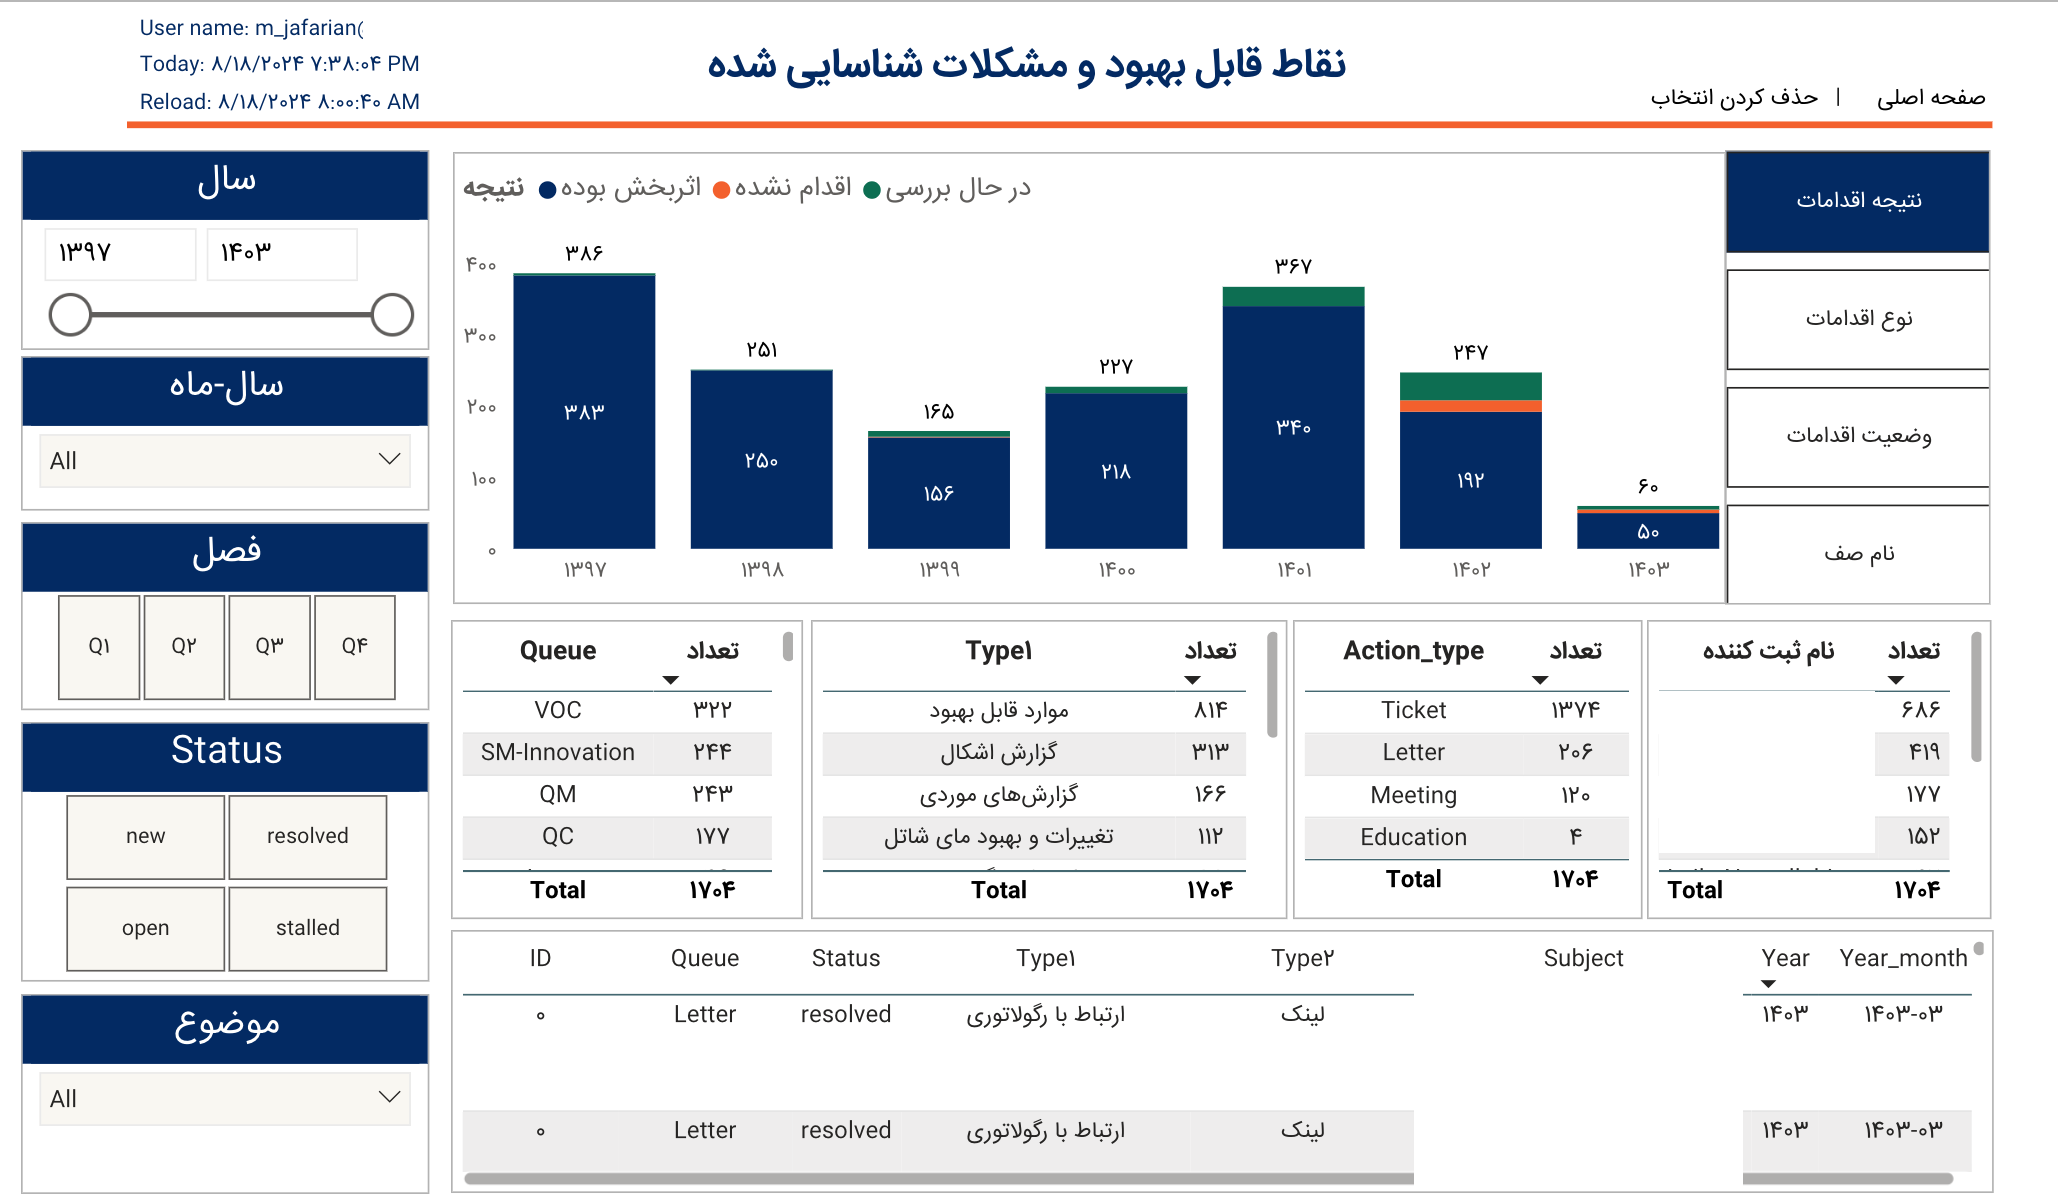 User name: m_jafarian(
Today: ۸/۱۸/۲۰۲۴ ۷:۳۸:۰۴ PM
Reload: ۸/۱۸/۲۰۲۴ ۸:۰۰:۴۰ AM
نقاط قابل بهبود و مشکلات شناسایی شده
صفحه اصلی | حذف کردن انتخاب
سال
۱۳۹۷ ۱۴۰۳
سال-ماه
All
فصل
Q۱ Q۲ Q۳ Q۴
Status
new resolved
open stalled
موضوع
All
نتیجه اثربخش بوده اقدام نشده در حال بررسی
۴۰۰
۳۰۰
۲۰۰
۱۰۰
۰
۳۸۶ ۲۵۱ ۱۶۵ ۲۲۷ ۳۶۷ ۲۴۷ ۶۰
۳۸۳ ۲۵۰ ۱۵۶ ۲۱۸ ۳۴۰ ۱۹۲ ۵۰
۱۳۹۷ ۱۳۹۸ ۱۳۹۹ ۱۴۰۰ ۱۴۰۱ ۱۴۰۲ ۱۴۰۳
نتیجه اقدامات
نوع اقدامات
وضعیت اقدامات
نام صف
Queue تعداد
VOC ۳۲۲
SM-Innovation ۲۴۴
QM ۲۴۳
QC ۱۷۷
Total ۱۷۰۴
Type۱ تعداد
موارد قابل بهبود ۸۱۴
گزارش اشکال ۳۱۳
گزارش‌های موردی ۱۶۶
تغییرات و بهبود مای شاتل ۱۱۲
Total ۱۷۰۴
Action_type تعداد
Ticket ۱۳۷۴
Letter ۲۰۶
Meeting ۱۲۰
Education ۴
Total ۱۷۰۴
نام ثبت کننده تعداد
۶۸۶
۴۱۹
۱۷۷
۱۵۲
Total ۱۷۰۴
ID Queue Status Type۱ Type۲ Subject Year Year_month
۰ Letter resolved ارتباط با رگولاتوری لینک ۱۴۰۳ ۱۴۰۳-۰۳
۰ Letter resolved ارتباط با رگولاتوری لینک ۱۴۰۳ ۱۴۰۳-۰۳